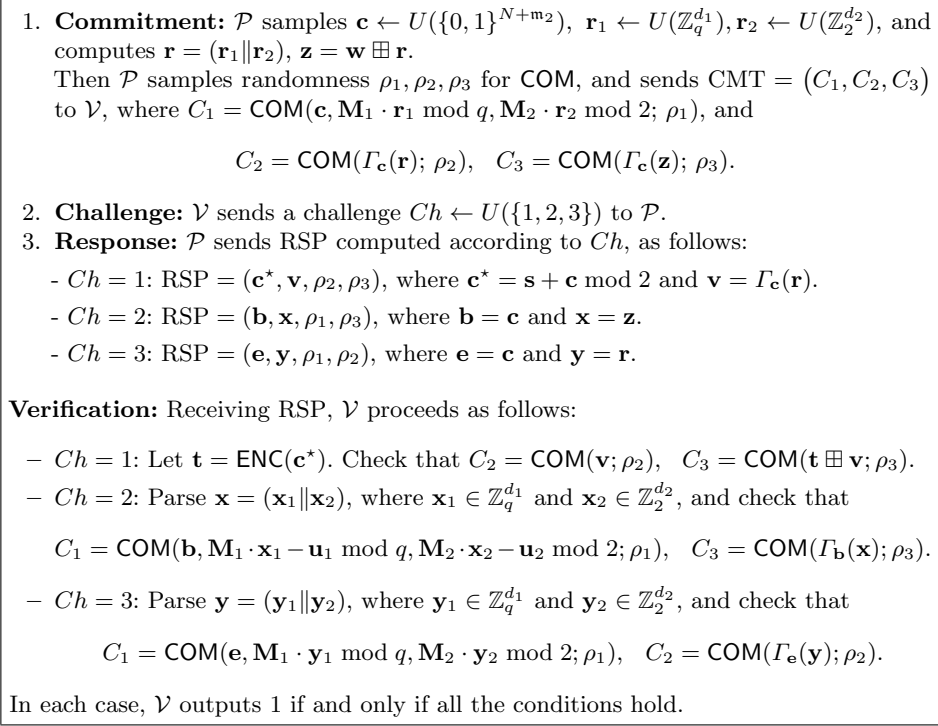 1. Commitment: 𝒫 samples 𝐜 ← U({0, 1}^{N+𝔪₂}), 𝐫₁ ← U(ℤ_q^{d₁}), 𝐫₂ ← U(ℤ₂^{d₂}), and
computes 𝐫 = (𝐫₁‖𝐫₂), 𝐳 = 𝐰 ⊞ 𝐫.
Then 𝒫 samples randomness ρ₁, ρ₂, ρ₃ for COM, and sends CMT = (C₁, C₂, C₃)
to 𝒱, where C₁ = COM(𝐜, 𝐌₁ · 𝐫₁ mod q, 𝐌₂ · 𝐫₂ mod 2; ρ₁), and
C₂ = COM(Γ_𝐜(𝐫); ρ₂), C₃ = COM(Γ_𝐜(𝐳); ρ₃).
2. Challenge: 𝒱 sends a challenge Ch ← U({1, 2, 3}) to 𝒫.
3. Response: 𝒫 sends RSP computed according to Ch, as follows:
- Ch = 1: RSP = (𝐜⋆, 𝐯, ρ₂, ρ₃), where 𝐜⋆ = 𝐬 + 𝐜 mod 2 and 𝐯 = Γ_𝐜(𝐫).
- Ch = 2: RSP = (𝐛, 𝐱, ρ₁, ρ₃), where 𝐛 = 𝐜 and 𝐱 = 𝐳.
- Ch = 3: RSP = (𝐞, 𝐲, ρ₁, ρ₂), where 𝐞 = 𝐜 and 𝐲 = 𝐫.
Verification: Receiving RSP, 𝒱 proceeds as follows:
– Ch = 1: Let 𝐭 = ENC(𝐜⋆). Check that C₂ = COM(𝐯; ρ₂), C₃ = COM(𝐭 ⊞ 𝐯; ρ₃).
– Ch = 2: Parse 𝐱 = (𝐱₁‖𝐱₂), where 𝐱₁ ∈ ℤ_q^{d₁} and 𝐱₂ ∈ ℤ₂^{d₂}, and check that
C₁ = COM(𝐛, 𝐌₁ · 𝐱₁ − 𝐮₁ mod q, 𝐌₂ · 𝐱₂ − 𝐮₂ mod 2; ρ₁), C₃ = COM(Γ_𝐛(𝐱); ρ₃).
– Ch = 3: Parse 𝐲 = (𝐲₁‖𝐲₂), where 𝐲₁ ∈ ℤ_q^{d₁} and 𝐲₂ ∈ ℤ₂^{d₂}, and check that
C₁ = COM(𝐞, 𝐌₁ · 𝐲₁ mod q, 𝐌₂ · 𝐲₂ mod 2; ρ₁), C₂ = COM(Γ_𝐞(𝐲); ρ₂).
In each case, 𝒱 outputs 1 if and only if all the conditions hold.